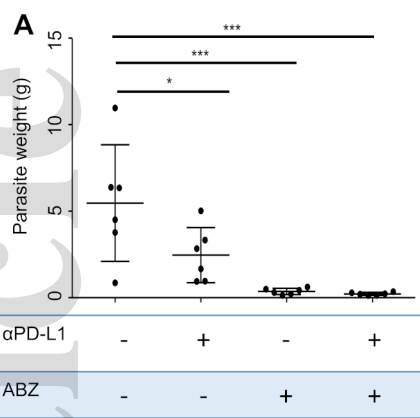 A
***
***
*
Parasite weight (g)
15
10
5
0
αPD-L1 - + - +
ABZ - - + +